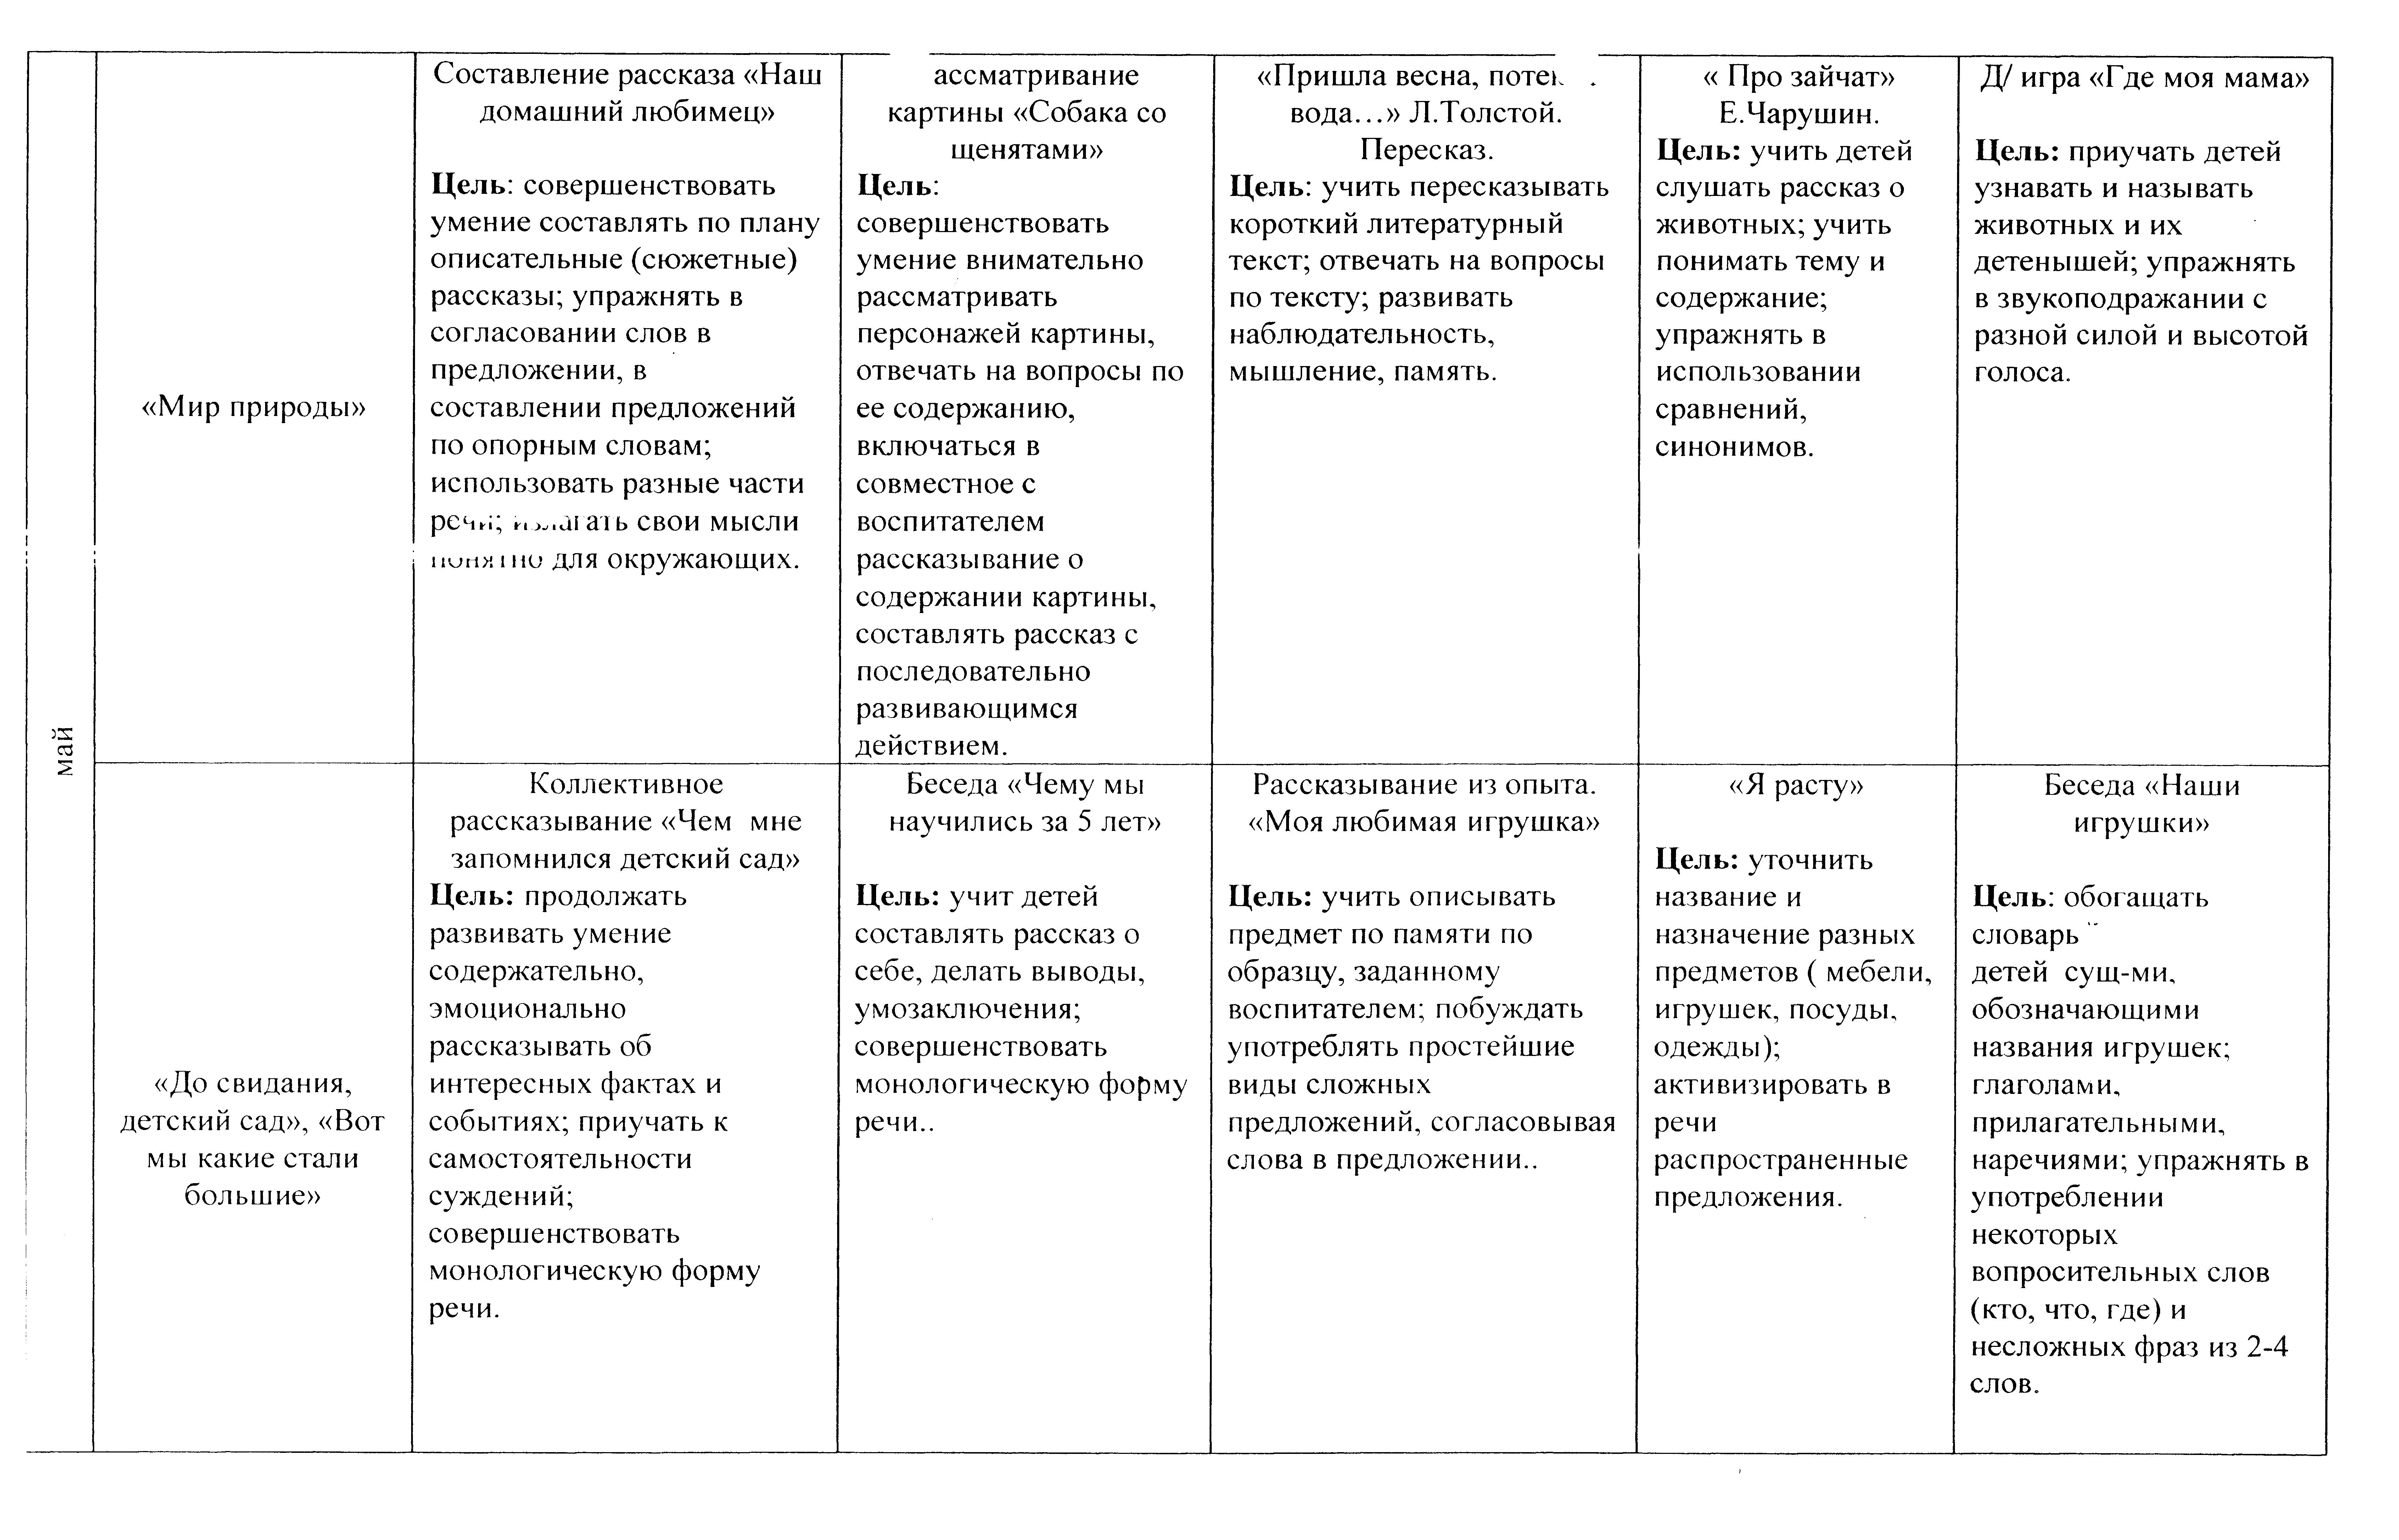 май
«Мир природы»
Составление рассказа «Наш
домашний любимец»
Цель: совершенствовать
умение составлять по плану
описательные (сюжетные)
рассказы; упражнять в
согласовании слов в
предложении, в
составлении предложений
по опорным словам;
использовать разные части
речи; излагать свои мысли
понятно для окружающих.
ассматривание
картины «Собака со
щенятами»
Цель:
совершенствовать
умение внимательно
рассматривать
персонажей картины,
отвечать на вопросы по
ее содержанию,
включаться в
совместное с
воспитателем
рассказывание о
содержании картины,
составлять рассказ с
последовательно
развивающимся
действием.
«Пришла весна,
вода…» Л.Толстой.
Пересказ.
Цель: учить пересказывать
короткий литературный
текст; отвечать на вопросы
по тексту; развивать
наблюдательность,
мышление, память.
« Про зайчат»
Е.Чарушин.
Цель: учить детей
слушать рассказ о
животных; учить
понимать тему и
содержание;
упражнять в
использовании
сравнений,
синонимов.
Д/ игра «Где моя мама»
Цель: приучать детей
узнавать и называть
животных и их
детенышей; упражнять
в звукоподражании с
разной силой и высотой
голоса.
«До свидания,
детский сад», «Вот
мы какие стали
большие»
Коллективное
рассказывание «Чем мне
запомнился детский сад»
Цель: продолжать
развивать умение
содержательно,
эмоционально
рассказывать об
интересных фактах и
событиях; приучать к
самостоятельности
суждений;
совершенствовать
монологическую форму
речи.
Беседа «Чему мы
научились за 5 лет»
Цель: учит детей
составлять рассказ о
себе, делать выводы,
умозаключения;
совершенствовать
монологическую форму
речи..
Рассказывание из опыта.
«Моя любимая игрушка»
Цель: учить описывать
предмет по памяти по
образцу, заданному
воспитателем; побуждать
употреблять простейшие
виды сложных
предложений, согласовывая
слова в предложении..
«Я расту»
Цель: уточнить
название и
назначение разных
предметов ( мебели,
игрушек, посуды,
одежды);
активизировать в
речи
распространенные
предложения.
Беседа «Наши
игрушки»
Цель: обогащать
словарь
детей сущ-ми,
обозначающими
названия игрушек;
глаголами,
прилагательными,
наречиями; упражнять в
употреблении
некоторых
вопросительных слов
(кто, что, где) и
несложных фраз из 2-4
слов.